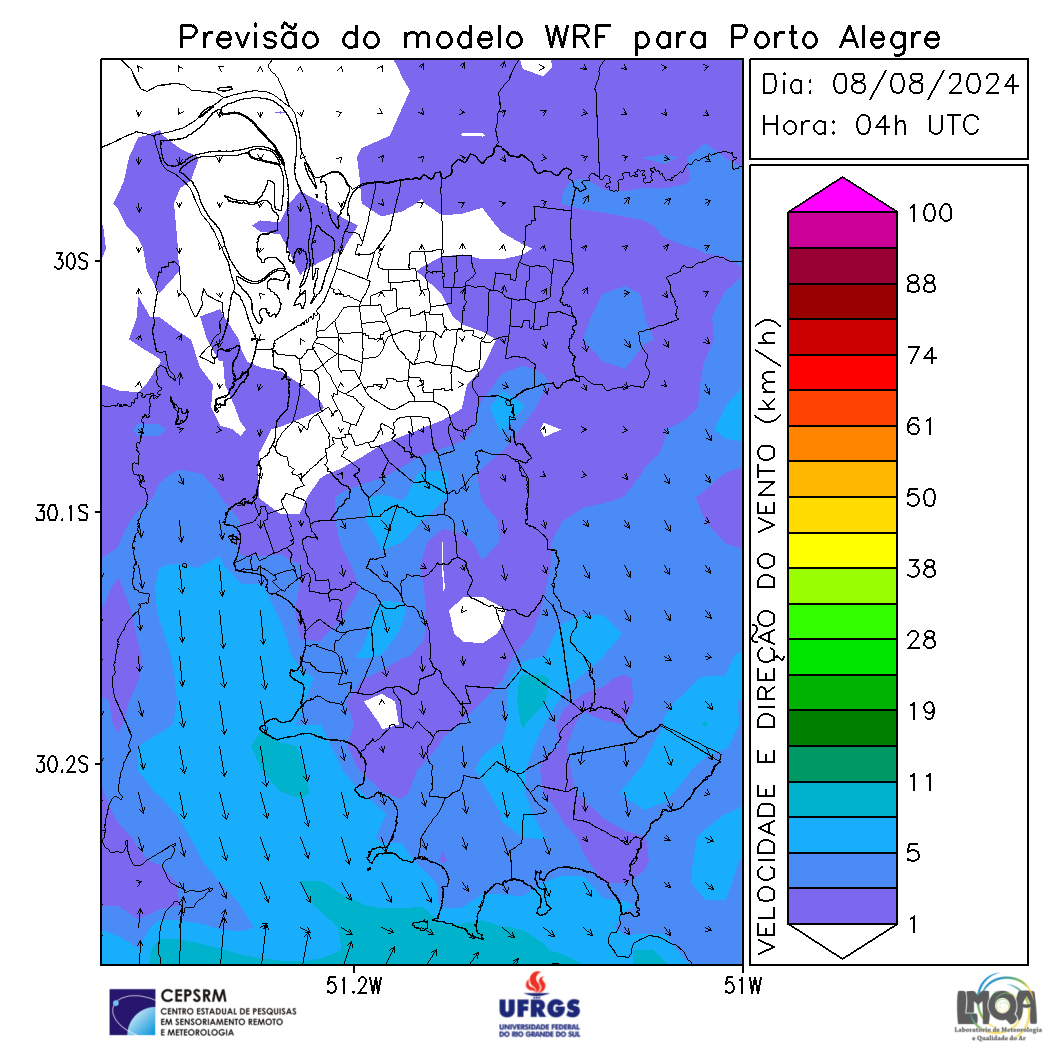 Previsão do modelo WRF para Porto Alegre
Dia: 08/08/2024
Hora: 04h UTC
30S
30.1S
30.2S
51.2W
51W
VELOCIDADE E DIREÇÃO DO VENTO (km/h)
100
88
74
61
50
38
28
19
11
5
1
CEPSRM
CENTRO ESTADUAL DE PESQUISAS
EM SENSORIAMENTO REMOTO
E METEOROLOGIA
UFRGS
UNIVERSIDADE FEDERAL
DO RIO GRANDE DO SUL
LMQA
Laboratório de Meteorologia
e Qualidade do Ar